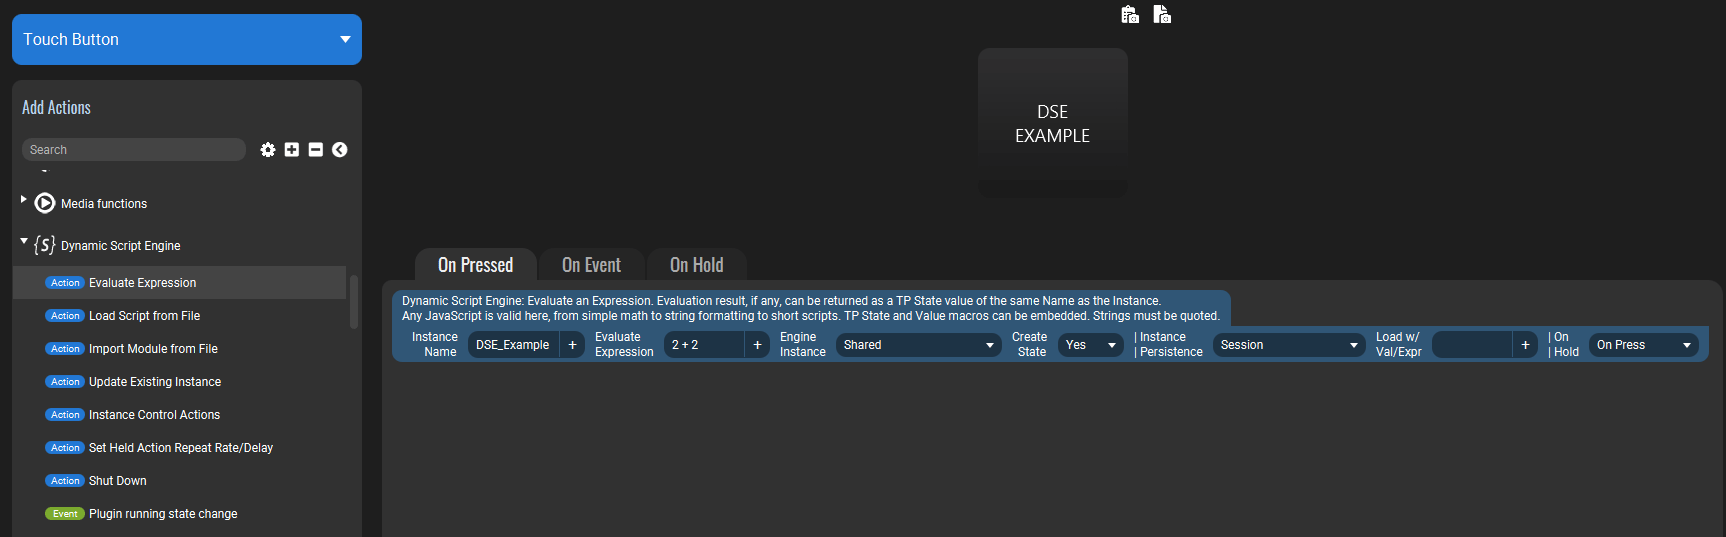 Touch Button
Add Actions
Search
Media functions
{S} Dynamic Script Engine
Action Evaluate Expression
Action Load Script from File
Action Import Module from File
Action Update Existing Instance
Action Instance Control Actions
Action Set Held Action Repeat Rate/Delay
Action Shut Down
Event Plugin running state change
DSE
EXAMPLE
On Pressed On Event On Hold
Dynamic Script Engine: Evaluate an Expression. Evaluation result, if any, can be returned as a TP State value of the same Name as the Instance.
Any JavaScript is valid here, from simple math to string formatting to short scripts. TP State and Value macros can be embedded. Strings must be quoted.
Instance
Name
DSE_Example +
Evaluate
Expression
2 + 2 +
Engine
Instance
Shared
Create
State
Yes
| Instance
| Persistence
Session
Load w/
Val/Expr
+
| On
| Hold
On Press